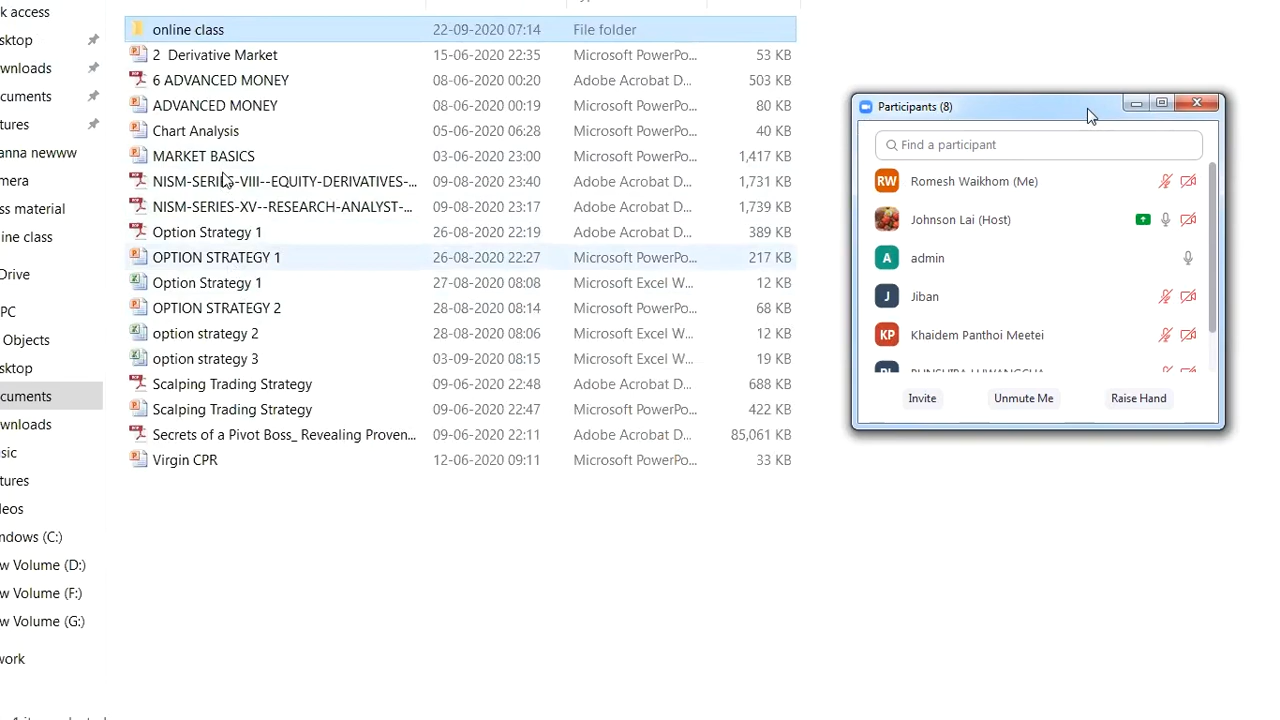 ck access
sktop
wnloads
cuments
tures
anna newww
mera
ss material
line class
Drive
PC
Objects
sktop
cuments
wnloads
sic
tures
eos
ndows (C:)
w Volume (D:)
w Volume (F:)
w Volume (G:)
work
online class 22-09-2020 07:14 File folder
2 Derivative Market 15-06-2020 22:35 Microsoft PowerPo... 53 KB
6 ADVANCED MONEY 08-06-2020 00:20 Adobe Acrobat D... 503 KB
ADVANCED MONEY 08-06-2020 00:19 Microsoft PowerPo... 80 KB
Chart Analysis 05-06-2020 06:28 Microsoft PowerPo... 40 KB
MARKET BASICS 03-06-2020 23:00 Microsoft PowerPo... 1,417 KB
NISM-SERIES-VIII--EQUITY-DERIVATIVES-... 09-08-2020 23:40 Adobe Acrobat D... 1,731 KB
NISM-SERIES-XV--RESEARCH-ANALYST-... 09-08-2020 23:17 Adobe Acrobat D... 1,739 KB
Option Strategy 1 26-08-2020 22:19 Adobe Acrobat D... 389 KB
OPTION STRATEGY 1 26-08-2020 22:27 Microsoft PowerPo... 217 KB
Option Strategy 1 27-08-2020 08:08 Microsoft Excel W... 12 KB
OPTION STRATEGY 2 28-08-2020 08:14 Microsoft PowerPo... 68 KB
option strategy 2 28-08-2020 08:06 Microsoft Excel W... 12 KB
option strategy 3 03-09-2020 08:15 Microsoft Excel W... 19 KB
Scalping Trading Strategy 09-06-2020 22:48 Adobe Acrobat D... 688 KB
Scalping Trading Strategy 09-06-2020 22:47 Microsoft PowerPo... 422 KB
Secrets of a Pivot Boss_ Revealing Proven... 09-06-2020 22:11 Adobe Acrobat D... 85,061 KB
Virgin CPR 12-06-2020 09:11 Microsoft PowerPo... 33 KB
Participants (8)
Find a participant
RW Romesh Waikhom (Me)
Johnson Lai (Host)
A admin
J Jiban
KP Khaidem Panthoi Meetei
Invite Unmute Me Raise Hand